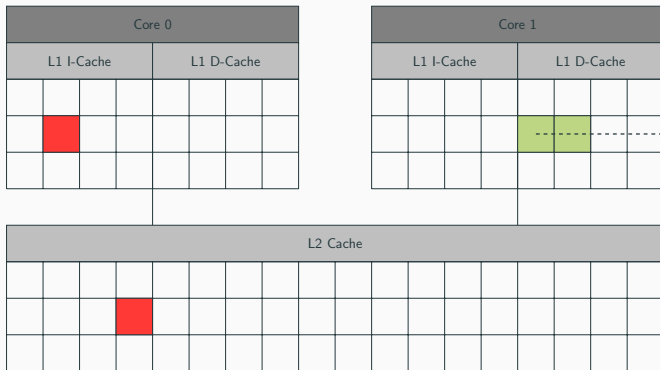 Core 0
Core 1
L1 I-Cache
L1 D-Cache
L1 I-Cache
L1 D-Cache
L2 Cache